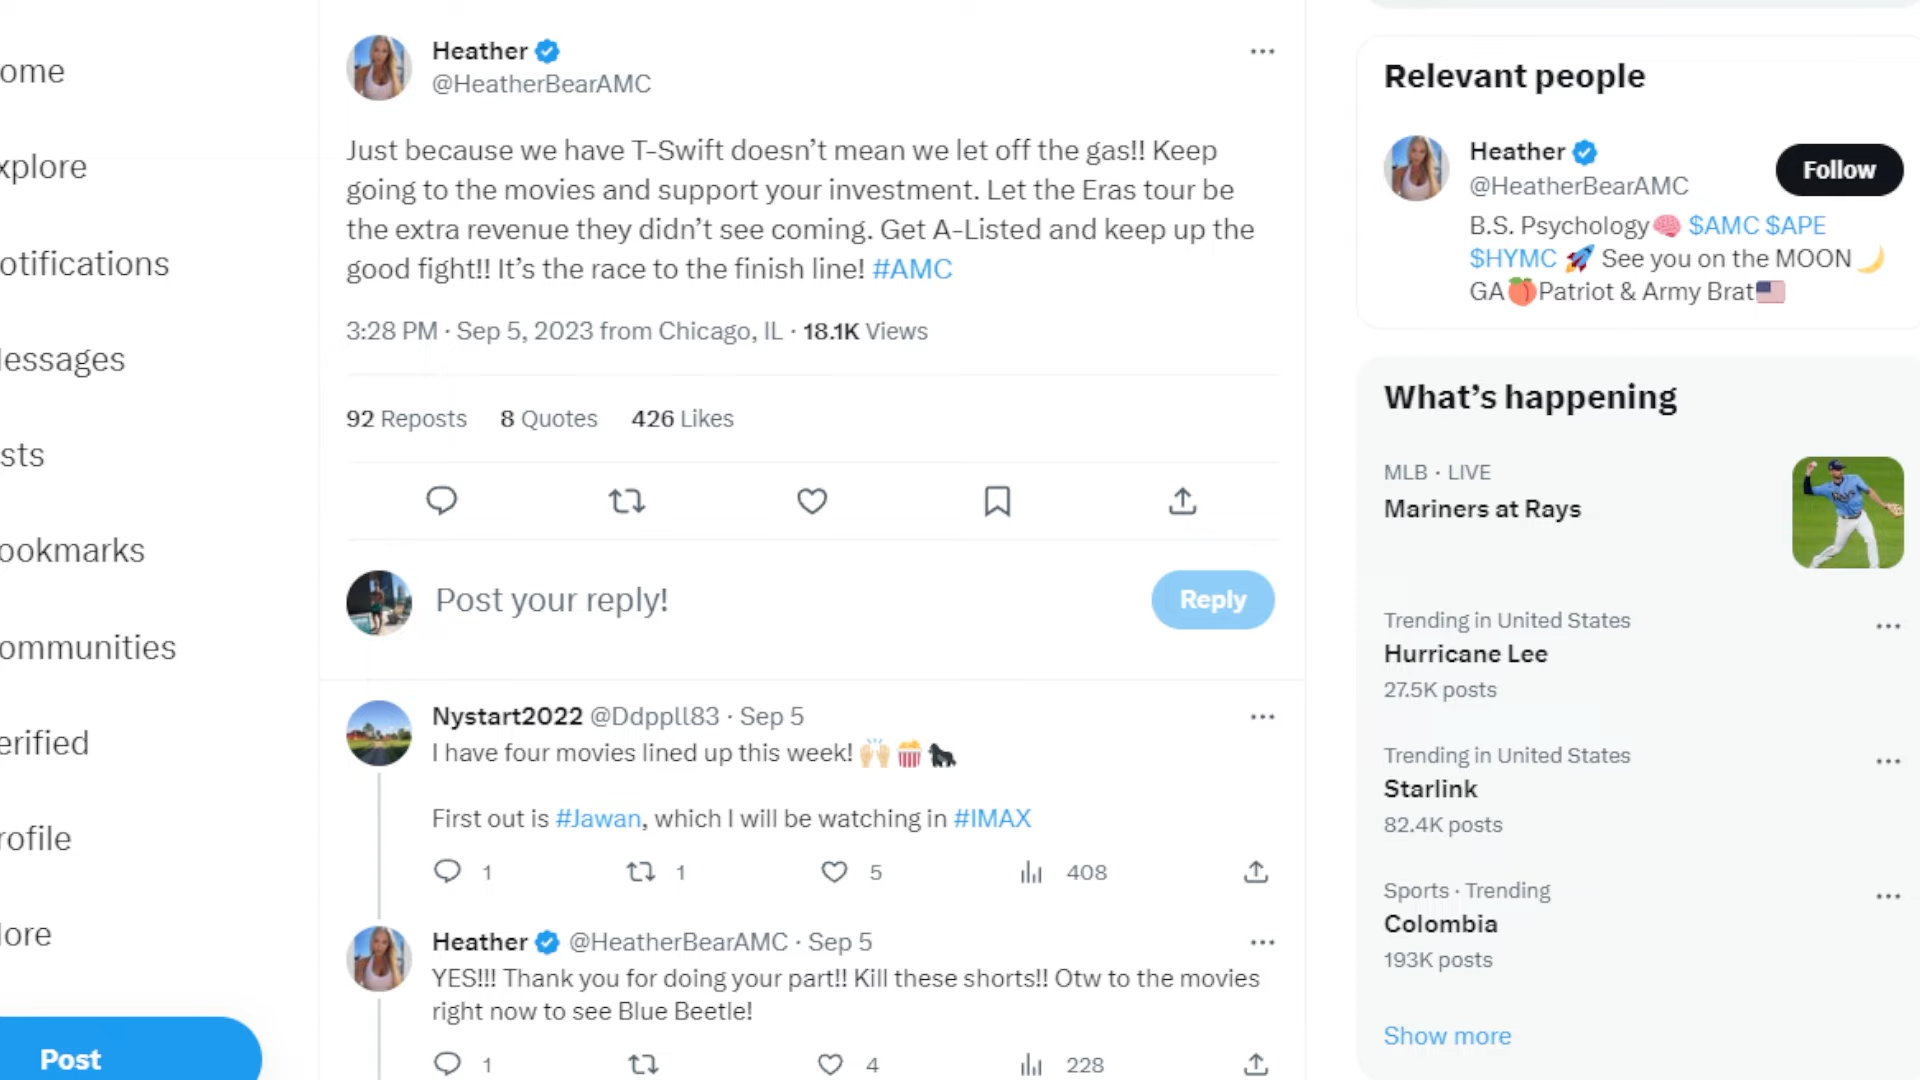 ome
xplore
otifications
essages
sts
ookmarks
ommunities
erified
rofile
ore
Post
Heather
@HeatherBearAMC
Just because we have T-Swift doesn’t mean we let off the gas!! Keep
going to the movies and support your investment. Let the Eras tour be
the extra revenue they didn’t see coming. Get A-Listed and keep up the
good fight!! It’s the race to the finish line! #AMC
3:28 PM · Sep 5, 2023 from Chicago, IL · 18.1K Views
92 Reposts 8 Quotes 426 Likes
Post your reply!
Reply
Nystart2022 @Ddppll83 · Sep 5
I have four movies lined up this week! 🙌🏼🍿🦍
First out is #Jawan, which I will be watching in #IMAX
1 1 5 408
Heather @HeatherBearAMC · Sep 5
YES!!! Thank you for doing your part!! Kill these shorts!! Otw to the movies
right now to see Blue Beetle!
1 4 228
Relevant people
Heather
@HeatherBearAMC
Follow
B.S. Psychology🧠 $AMC $APE
$HYMC 🚀 See you on the MOON🌙
GA🍑Patriot & Army Brat🇺🇸
What’s happening
MLB · LIVE
Mariners at Rays
Trending in United States
Hurricane Lee
27.5K posts
Trending in United States
Starlink
82.4K posts
Sports · Trending
Colombia
193K posts
Show more